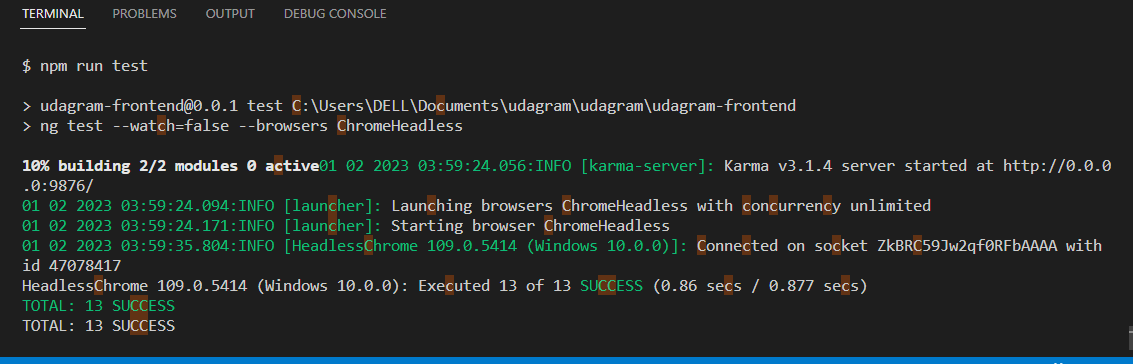 TERMINAL PROBLEMS OUTPUT DEBUG CONSOLE
$ npm run test
> udagram-frontend@0.0.1 test C:\Users\DELL\Documents\udagram\udagram\udagram-frontend
> ng test --watch=false --browsers ChromeHeadless
10% building 2/2 modules 0 active01 02 2023 03:59:24.056:INFO [karma-server]: Karma v3.1.4 server started at http://0.0.0
.0:9876/
01 02 2023 03:59:24.094:INFO [launcher]: Launching browsers ChromeHeadless with concurrency unlimited
01 02 2023 03:59:24.171:INFO [launcher]: Starting browser ChromeHeadless
01 02 2023 03:59:35.804:INFO [HeadlessChrome 109.0.5414 (Windows 10.0.0)]: Connected on socket ZkBRC59Jw2qf0RFbAAAA with
id 47078417
HeadlessChrome 109.0.5414 (Windows 10.0.0): Executed 13 of 13 SUCCESS (0.86 secs / 0.877 secs)
TOTAL: 13 SUCCESS
TOTAL: 13 SUCCESS